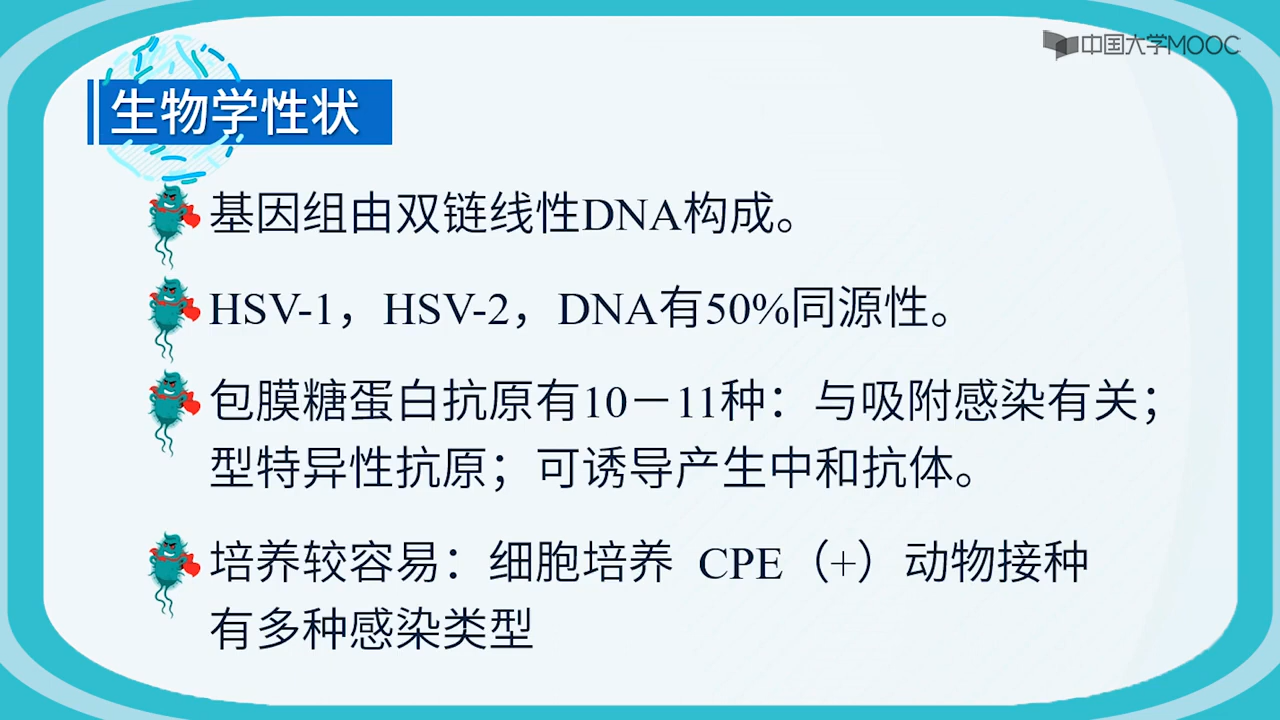 中国大学MOOC
生物学性状
基因组由双链线性DNA构成。
HSV-1，HSV-2，DNA有50%同源性。
包膜糖蛋白抗原有10－11种：与吸附感染有关；
型特异性抗原；可诱导产生中和抗体。
培养较容易：细胞培养 CPE（+）动物接种
有多种感染类型